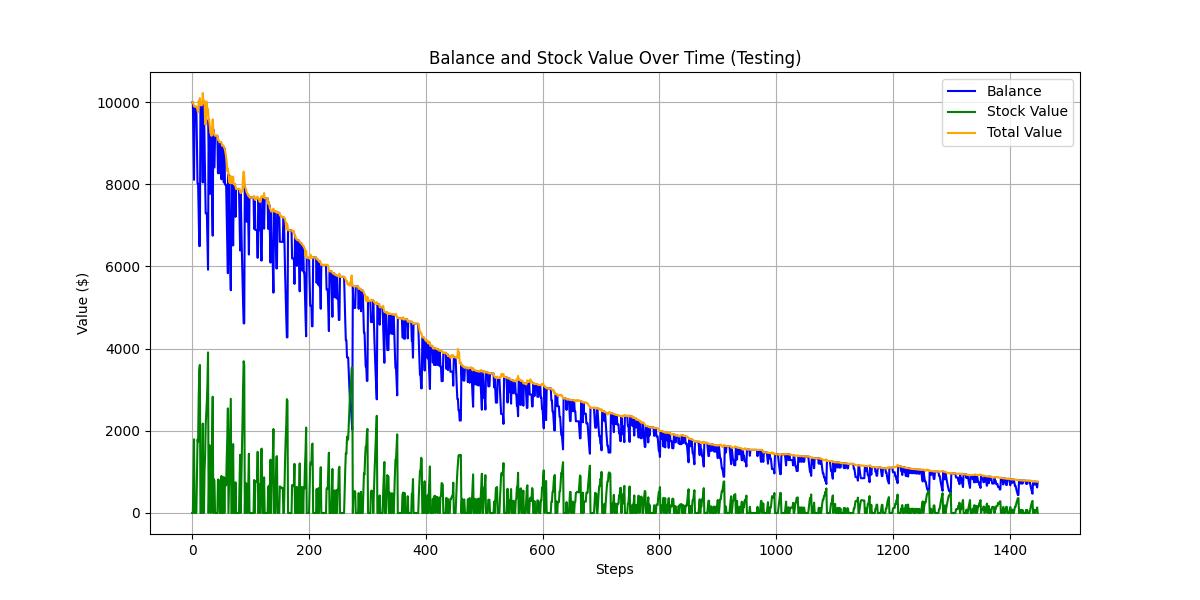 Balance and Stock Value Over Time (Testing)
Balance
Stock Value
Total Value
Value ($)
10000
8000
6000
4000
2000
0
0 200 400 600 800 1000 1200 1400
Steps